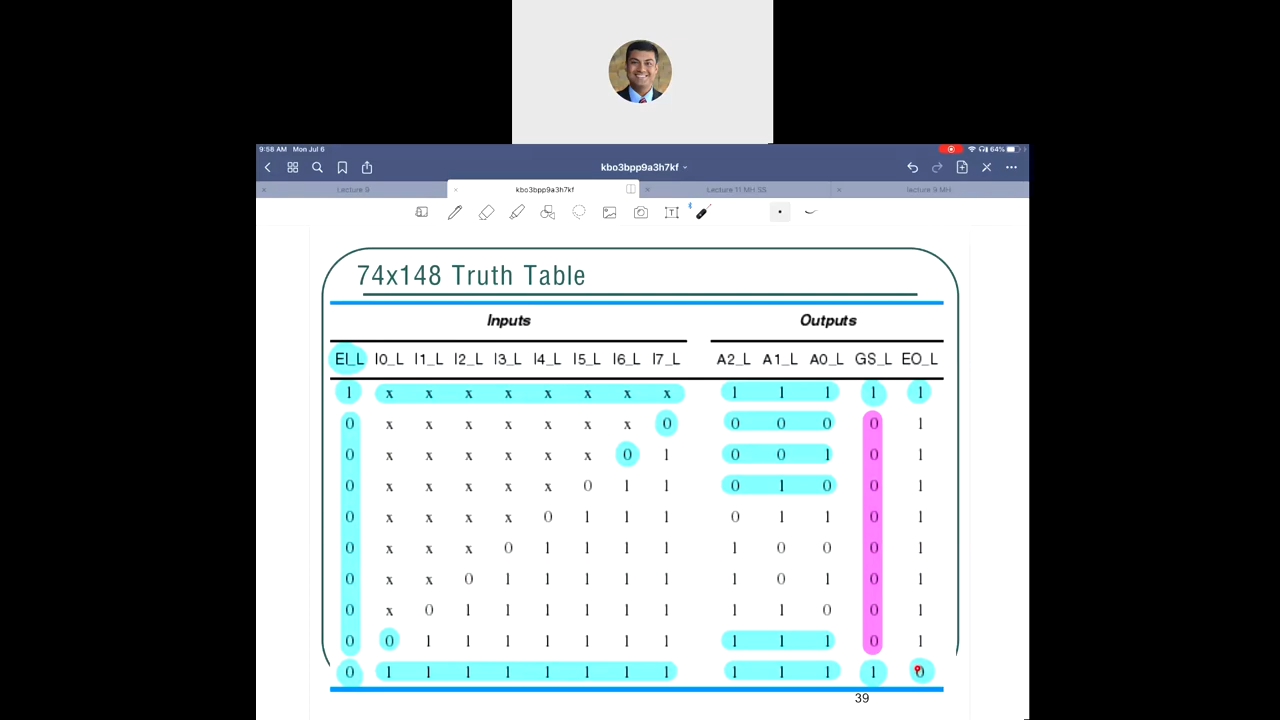 9:58 AM Mon Jul 6
64%
kbo3bpp9a3h7kf
Lecture 9
kbo3bpp9a3h7kf
Lecture 11 MH SS
lecture 9 MH
74x148 Truth Table
Inputs Outputs
EI_L I0_L I1_L I2_L I3_L I4_L I5_L I6_L I7_L A2_L A1_L A0_L GS_L EO_L
1 x x x x x x x x 1 1 1 1 1
0 x x x x x x x 0 0 0 0 0 1
0 x x x x x x 0 1 0 0 1 0 1
0 x x x x x 0 1 1 0 1 0 0 1
0 x x x x 0 1 1 1 0 1 1 0 1
0 x x x 0 1 1 1 1 1 0 0 0 1
0 x x 0 1 1 1 1 1 1 0 1 0 1
0 x 0 1 1 1 1 1 1 1 1 0 0 1
0 0 1 1 1 1 1 1 1 1 1 1 0 1
0 1 1 1 1 1 1 1 1 1 1 1 1 0
39